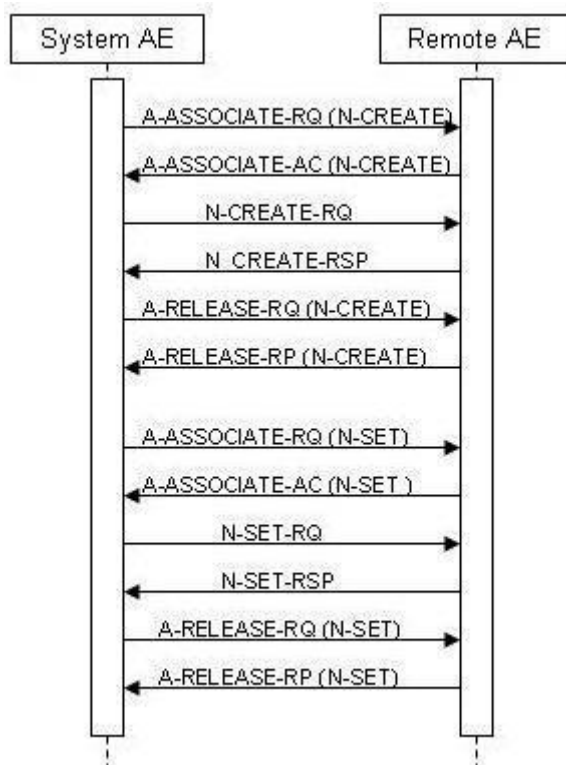 System AE
Remote AE
A-ASSOCIATE-RQ (N-CREATE)
A-ASSOCIATE-AC (N-CREATE)
N-CREATE-RQ
N CREATE-RSP
A-RELEASE-RQ (N-CREATE)
A-RELEASE-RP (N-CREATE)
A-ASSOCIATE-RQ (N-SET)
A-ASSOCIATE-AC (N-SET )
N-SET-RQ
N-SET-RSP
A-RELEASE-RQ (N-SET)
A-RELEASE-RP (N-SET)